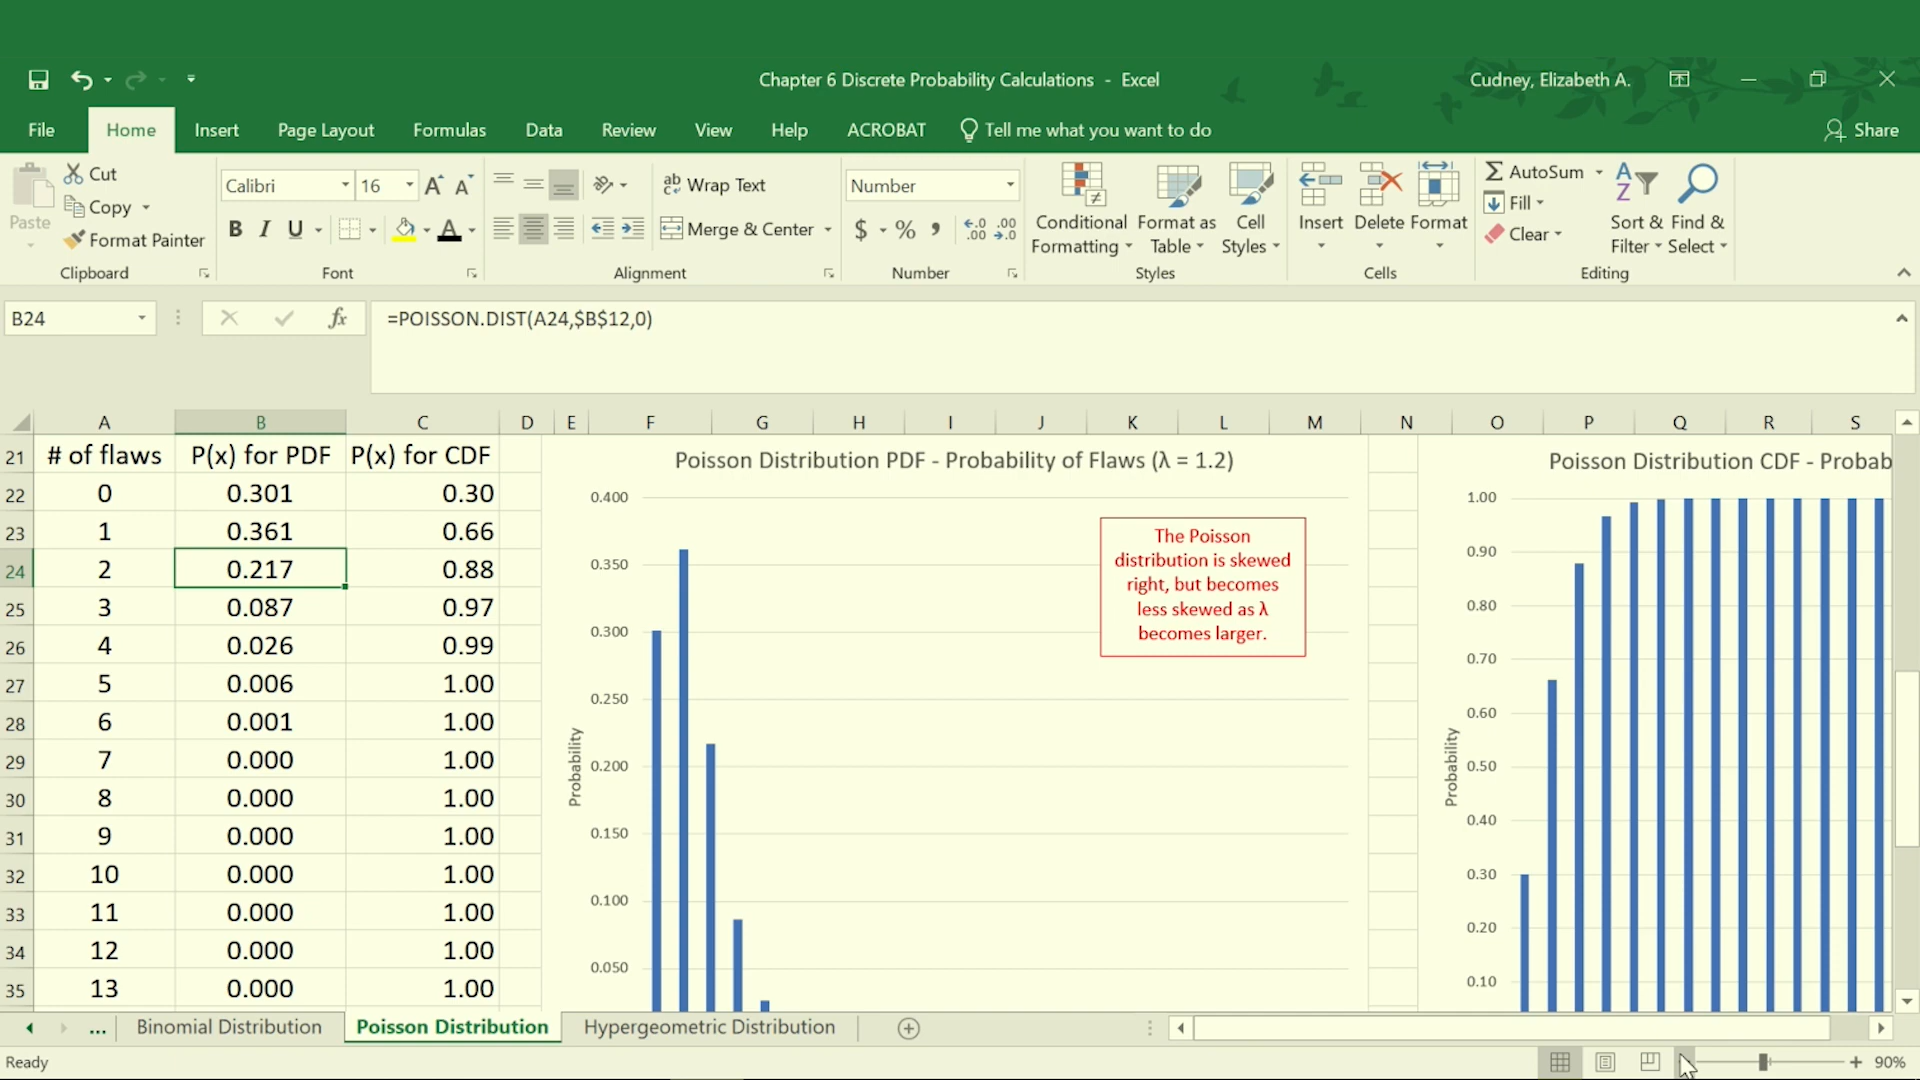 Chapter 6 Discrete Probability Calculations - Excel
Cudney, Elizabeth A.
File Home Insert Page Layout Formulas Data Review View Help ACROBAT Tell me what you want to do Share
Paste
Cut
Copy
Format Painter
Clipboard
Calibri 16
B I U
Font
Wrap Text
Merge & Center
Alignment
Number
$ % ,
Number
Conditional
Formatting
Format as
Table
Cell
Styles
Styles
Insert Delete Format
Cells
AutoSum
Fill
Clear
Sort &
Filter
Find &
Select
Editing
B24 fx =POISSON.DIST(A24,$B$12,0)
A B C D E F G H I J K L M N O P Q R S
21 # of flaws P(x) for PDF P(x) for CDF
22 0 0.301 0.30
23 1 0.361 0.66
24 2 0.217 0.88
25 3 0.087 0.97
26 4 0.026 0.99
27 5 0.006 1.00
28 6 0.001 1.00
29 7 0.000 1.00
30 8 0.000 1.00
31 9 0.000 1.00
32 10 0.000 1.00
33 11 0.000 1.00
34 12 0.000 1.00
35 13 0.000 1.00
Poisson Distribution PDF - Probability of Flaws (λ = 1.2)
0.400
0.350
0.300
0.250
0.200
0.150
0.100
0.050
Probability
The Poisson
distribution is skewed
right, but becomes
less skewed as λ
becomes larger.
Poisson Distribution CDF - Probab
1.00
0.90
0.80
0.70
0.60
0.50
0.40
0.30
0.20
0.10
Probability
... Binomial Distribution Poisson Distribution Hypergeometric Distribution
Ready
90%